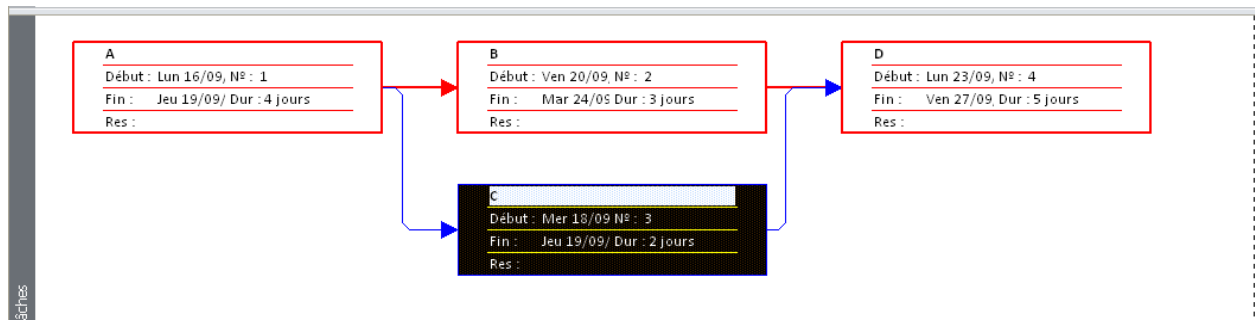 A
Début : Lun 16/09, Nº : 1
Fin : Jeu 19/09/ Dur : 4 jours
Res :
B
Début : Ven 20/09, Nº : 2
Fin : Mar 24/09 Dur : 3 jours
Res :
D
Début : Lun 23/09, Nº : 4
Fin : Ven 27/09, Dur : 5 jours
Res :
C
Début : Mer 18/09 Nº : 3
Fin : Jeu 19/09/ Dur : 2 jours
Res :
âches